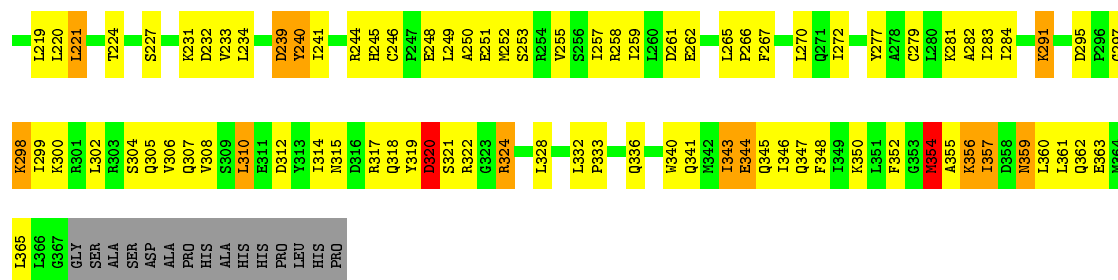 L219 L220 L221 T224 S227 K231 D232 V233 L234 D239 Y240 I241 R244 H245 C246 P247 E248 L249 A250 E251 M252 S253 R254 V255 S256 I257 R258 I259 L260 D261 E262 L265 P266 F267 L270 Q271 I272 Y277 A278 C279 L280 K281 A282 I283 I284 K291 D295 P296
K298 I299 K300 R301 L302 R303 S304 Q305 V306 Q307 V308 S309 L310 E311 D312 Y313 I314 N315 D316 R317 Q318 Y319 D320 S321 R322 G323 R324 L328 L332 P333 Q336 W340 Q341 M342 I343 E344 Q345 I346 Q347 F348 I349 K350 L351 F352 G353 M354 A355 K356 I357 D358 N359 L360 L361 Q362 E363
L365 L366 G367 GLY SER ALA SER ASP ALA PRO HIS ALA HIS HIS PRO LEU HIS PRO